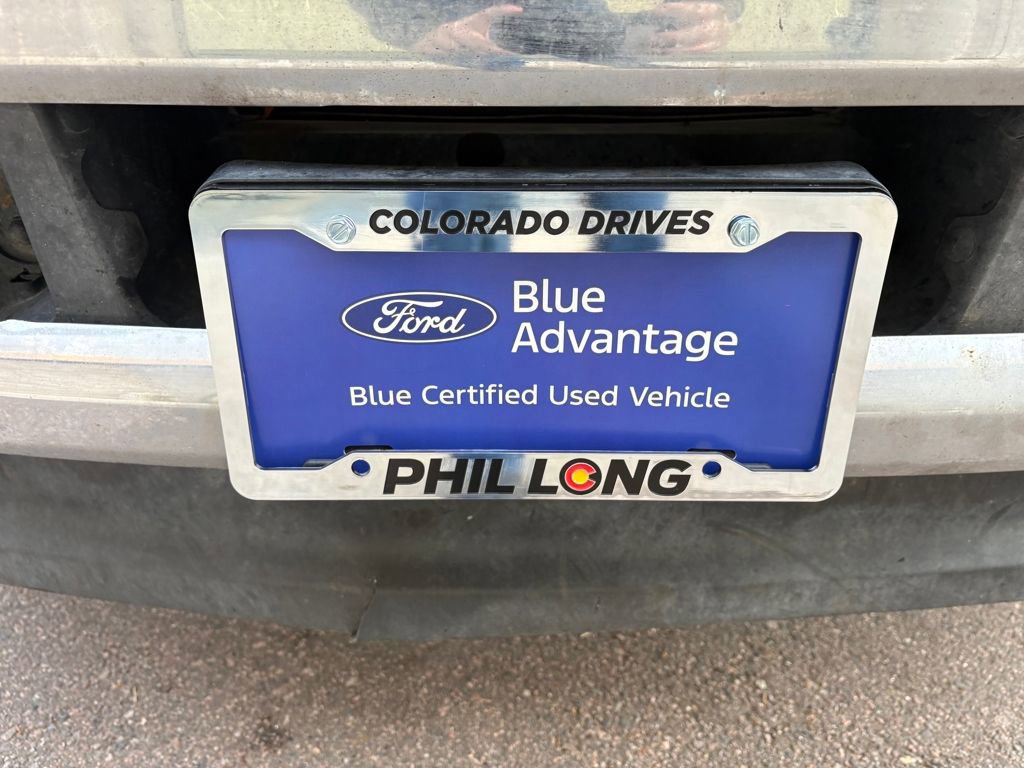 COLORADO DRIVES
Ford
Blue
Advantage
Blue Certified Used Vehicle
PHIL LONG